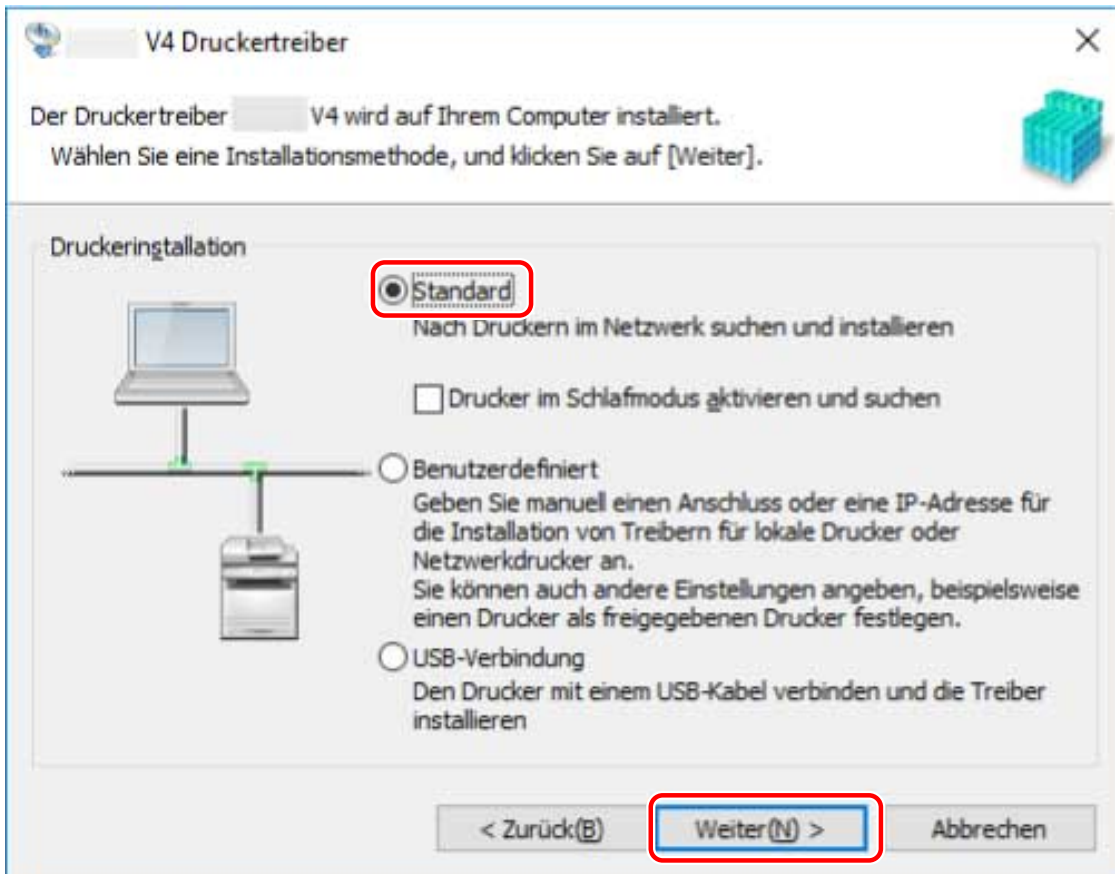 V4 Druckertreiber
Der Druckertreiber V4 wird auf Ihrem Computer installiert.
Wählen Sie eine Installationsmethode, und klicken Sie auf [Weiter].
Druckeringstallation
Standard
Nach Druckern im Netzwerk suchen und installieren
Drucker im Schlafmodus aktivieren und suchen
Benutzerdefiniert
Geben Sie manuell einen Anschluss oder eine IP-Adresse für
die Installation von Treibern für lokale Drucker oder
Netzwerkdrucker an.
Sie können auch andere Einstellungen angeben, beispielsweise
einen Drucker als freigegebenen Drucker festlegen.
USB-Verbindung
Den Drucker mit einem USB-Kabel verbinden und die Treiber
installieren
< Zurück(B)
Weiter(N) >
Abbrechen